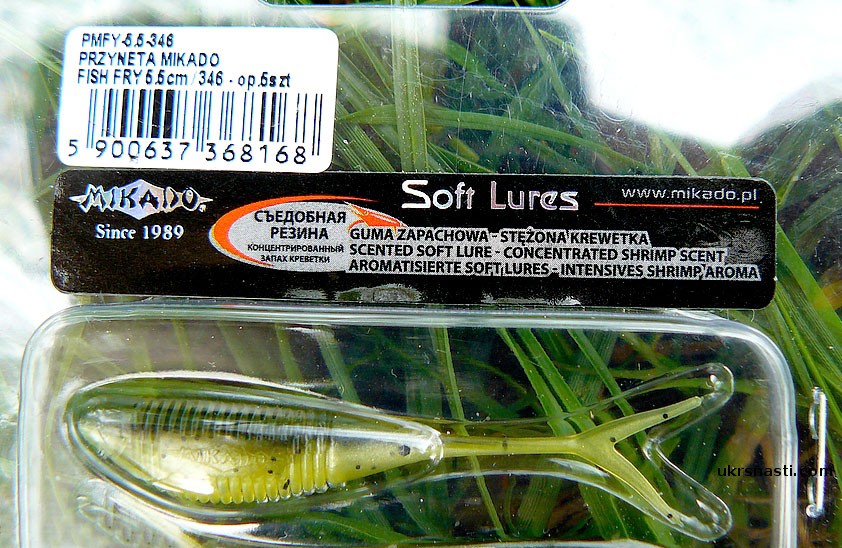 PMFY-5.5-346
PRZYNETA MIKADO
FISH FRY 5.5cm / 346 - op.5szt
5 900637 368168
MIKADO
Since 1989
Soft Lures
www.mikado.pl
СЪЕДОБНАЯ
РЕЗИНА
КОНЦЕНТРИРОВАННЫЙ
ЗАПАХ КРЕВЕТКИ
GUMA ZAPACHOWA - STĘŻONA KREWETKA
SCENTED SOFT LURE - CONCENTRATED SHRIMP SCENT
AROMATISIERTE SOFT LURES - INTENSIVES SHRIMP AROMA
MIKADO
ukrsnasti.com